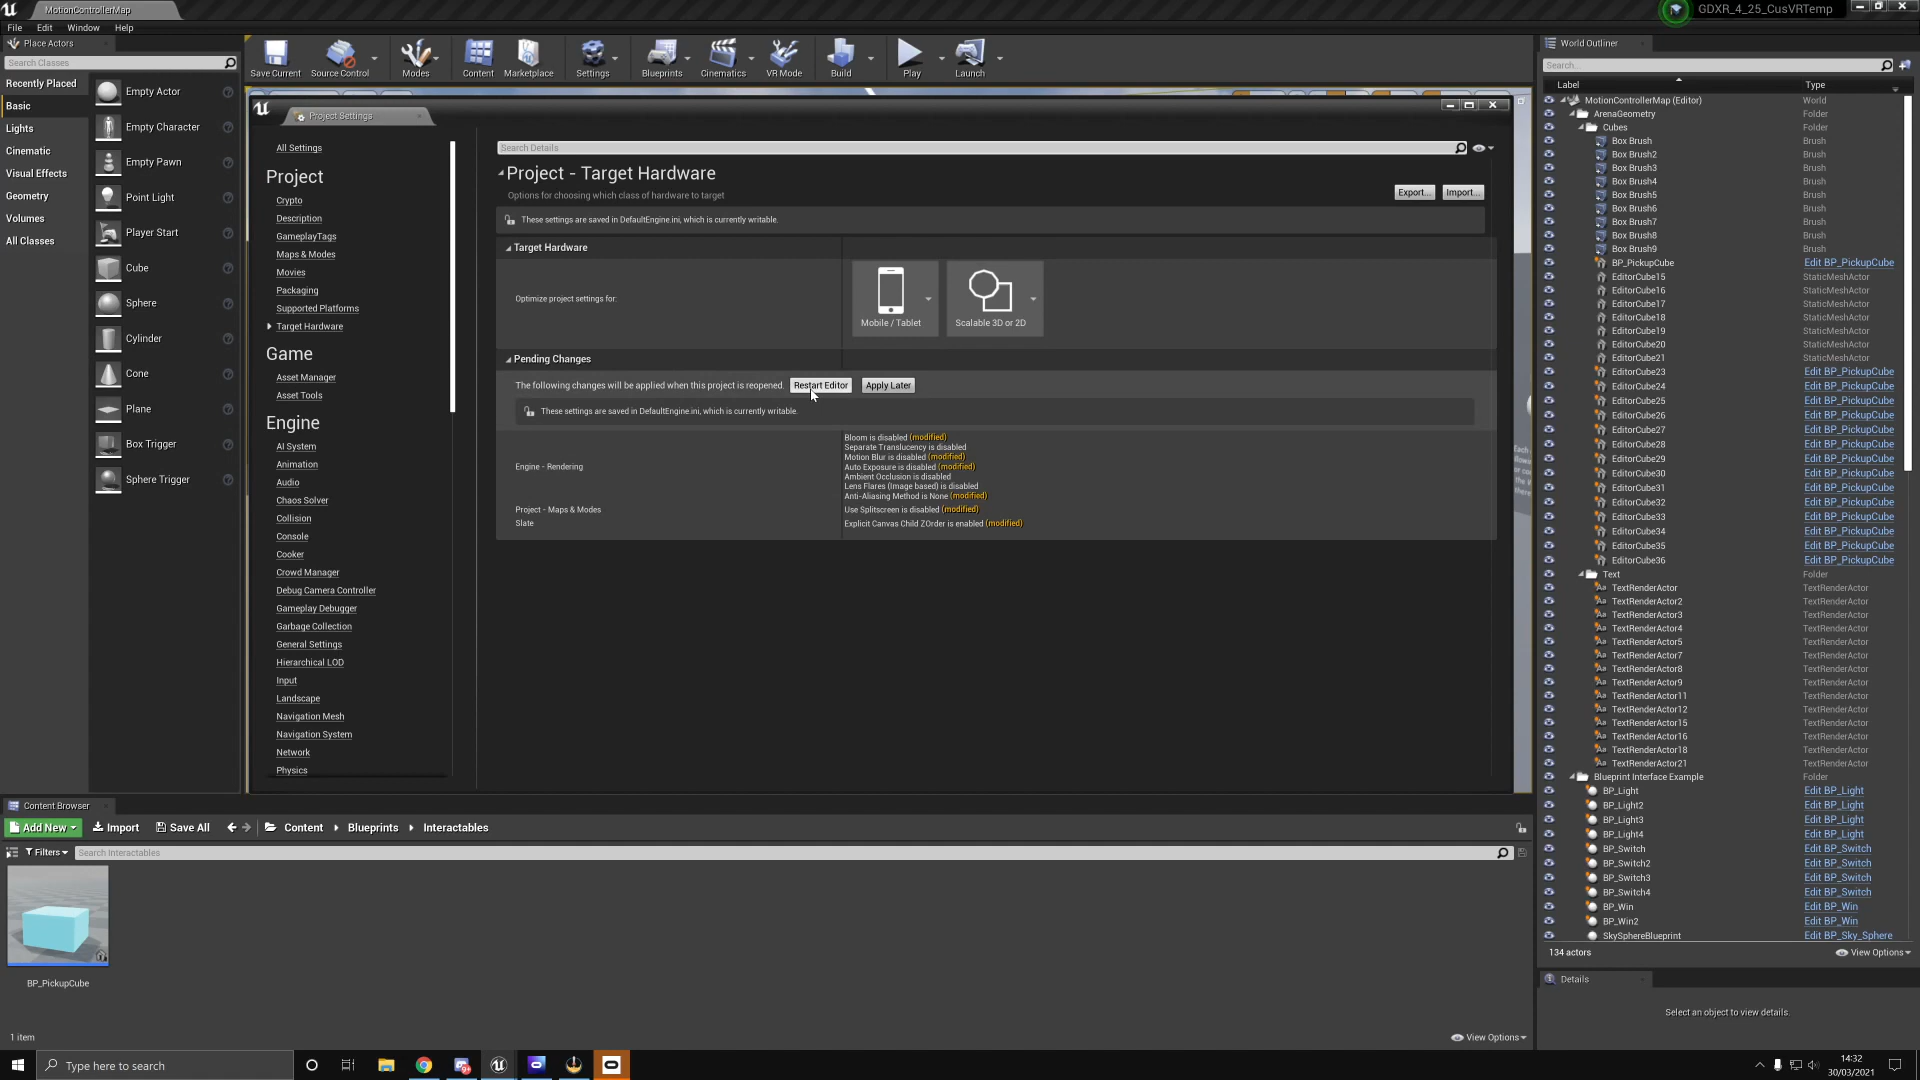 MotionControllerMap
GDXR_4_25_CusVRTemp
File Edit Window Help
Place Actors
Search Classes
Recently Placed
Basic
Lights
Cinematic
Visual Effects
Geometry
Volumes
All Classes
Empty Actor
Empty Character
Empty Pawn
Point Light
Player Start
Cube
Sphere
Cylinder
Cone
Plane
Box Trigger
Sphere Trigger
Save Current Source Control Modes Content Marketplace Settings Blueprints Cinematics VR Mode Build Play Launch
Project Settings
All Settings
Project
Crypto
Description
GameplayTags
Maps & Modes
Movies
Packaging
Supported Platforms
Target Hardware
Game
Asset Manager
Asset Tools
Engine
AI System
Animation
Audio
Chaos Solver
Collision
Console
Cooker
Crowd Manager
Debug Camera Controller
Gameplay Debugger
Garbage Collection
General Settings
Hierarchical LOD
Input
Landscape
Navigation Mesh
Navigation System
Network
Physics
Search Details
Project - Target Hardware
Options for choosing which class of hardware to target
Export... Import...
These settings are saved in DefaultEngine.ini, which is currently writable.
Target Hardware
Optimize project settings for:
Mobile / Tablet
Scalable 3D or 2D
Pending Changes
The following changes will be applied when this project is reopened. Restart Editor Apply Later
These settings are saved in DefaultEngine.ini, which is currently writable.
Engine - Rendering
Bloom is disabled (modified)
Separate Translucency is disabled
Motion Blur is disabled (modified)
Auto Exposure is disabled (modified)
Ambient Occlusion is disabled
Lens Flares (Image based) is disabled
Anti-Aliasing Method is None (modified)
Project - Maps & Modes Use Splitscreen is disabled (modified)
Slate Explicit Canvas Child ZOrder is enabled (modified)
World Outliner
Search...
Label Type
MotionControllerMap (Editor) World
ArenaGeometry Folder
Cubes Folder
Box Brush Brush
Box Brush2 Brush
Box Brush3 Brush
Box Brush4 Brush
Box Brush5 Brush
Box Brush6 Brush
Box Brush7 Brush
Box Brush8 Brush
Box Brush9 Brush
BP_PickupCube Edit BP_PickupCube
EditorCube15 StaticMeshActor
EditorCube16 StaticMeshActor
EditorCube17 StaticMeshActor
EditorCube18 StaticMeshActor
EditorCube19 StaticMeshActor
EditorCube20 StaticMeshActor
EditorCube21 StaticMeshActor
EditorCube23 Edit BP_PickupCube
EditorCube24 Edit BP_PickupCube
EditorCube25 Edit BP_PickupCube
EditorCube26 Edit BP_PickupCube
EditorCube27 Edit BP_PickupCube
EditorCube28 Edit BP_PickupCube
EditorCube29 Edit BP_PickupCube
EditorCube30 Edit BP_PickupCube
EditorCube31 Edit BP_PickupCube
EditorCube32 Edit BP_PickupCube
EditorCube33 Edit BP_PickupCube
EditorCube34 Edit BP_PickupCube
EditorCube35 Edit BP_PickupCube
EditorCube36 Edit BP_PickupCube
Text Folder
TextRenderActor TextRenderActor
TextRenderActor2 TextRenderActor
TextRenderActor3 TextRenderActor
TextRenderActor4 TextRenderActor
TextRenderActor5 TextRenderActor
TextRenderActor7 TextRenderActor
TextRenderActor8 TextRenderActor
TextRenderActor9 TextRenderActor
TextRenderActor11 TextRenderActor
TextRenderActor12 TextRenderActor
TextRenderActor15 TextRenderActor
TextRenderActor16 TextRenderActor
TextRenderActor18 TextRenderActor
TextRenderActor21 TextRenderActor
Blueprint Interface Example Folder
BP_Light Edit BP_Light
BP_Light2 Edit BP_Light
BP_Light3 Edit BP_Light
BP_Light4 Edit BP_Light
BP_Switch Edit BP_Switch
BP_Switch2 Edit BP_Switch
BP_Switch3 Edit BP_Switch
BP_Switch4 Edit BP_Switch
BP_Win Edit BP_Win
BP_Win2 Edit BP_Win
SkySphereBlueprint Edit BP_Sky_Sphere
134 actors View Options
Details
Select an object to view details.
Content Browser
Add New Import Save All Content Blueprints Interactables
Filters Search Interactables
BP_PickupCube
1 item View Options
Type here to search
14:32
30/03/2021